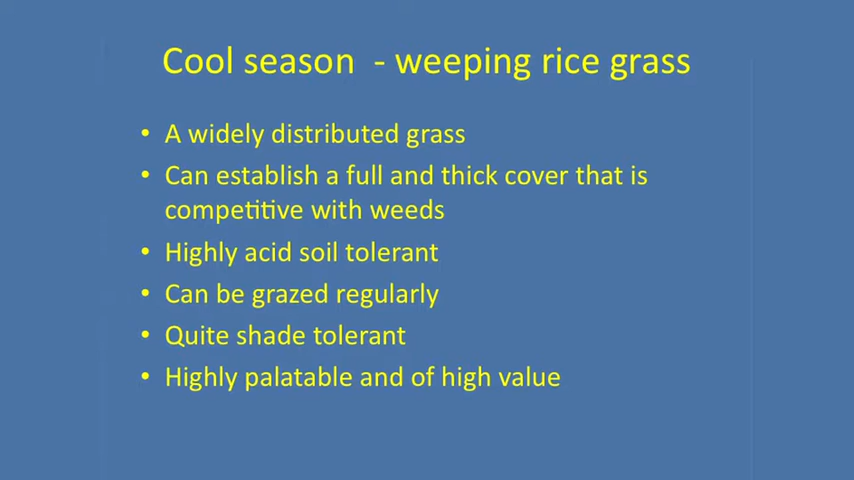 Cool season  - weeping rice grass
• A widely distributed grass
• Can establish a full and thick cover that is
competitive with weeds
• Highly acid soil tolerant
• Can be grazed regularly
• Quite shade tolerant
• Highly palatable and of high value